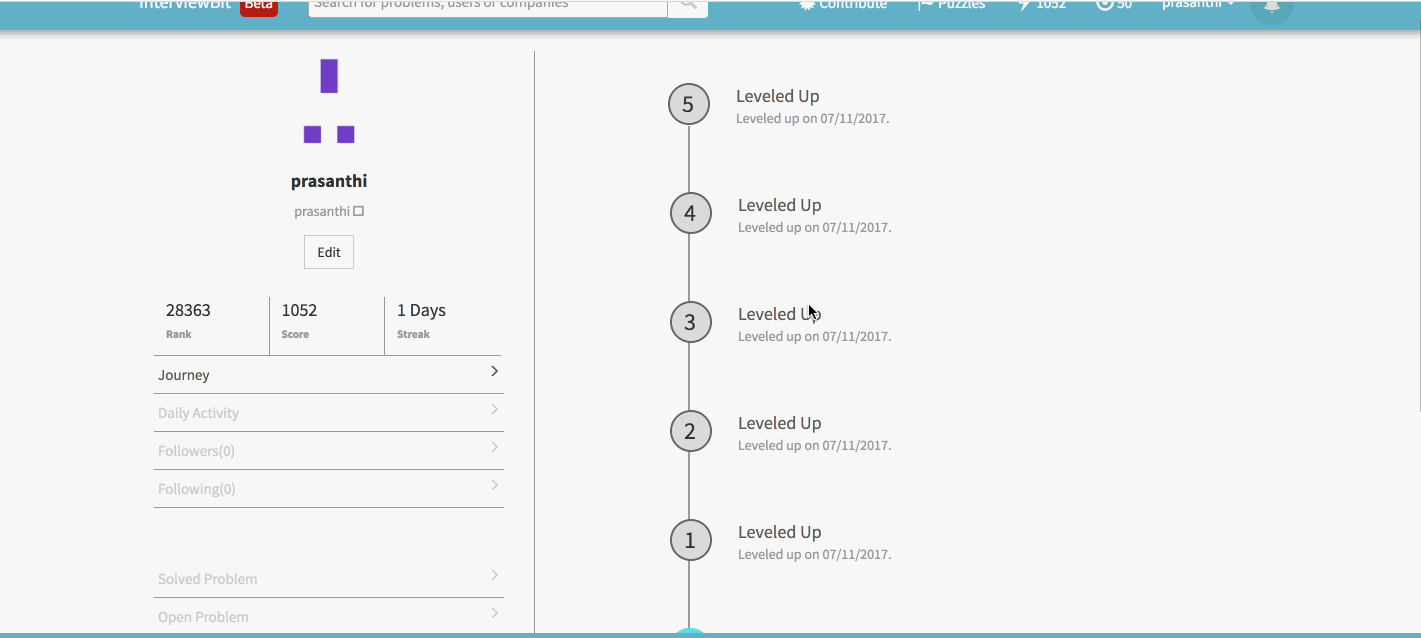 InterviewBit Beta Search for problems, users or companies Contribute Puzzles 1052 50 prasanthi
prasanthi
prasanthi
Edit
28363 1052 1 Days
Rank Score Streak
Journey
Daily Activity
Followers(0)
Following(0)
Solved Problem
Open Problem
5 Leveled Up
Leveled up on 07/11/2017.
4 Leveled Up
Leveled up on 07/11/2017.
3 Leveled Up
Leveled up on 07/11/2017.
2 Leveled Up
Leveled up on 07/11/2017.
1 Leveled Up
Leveled up on 07/11/2017.